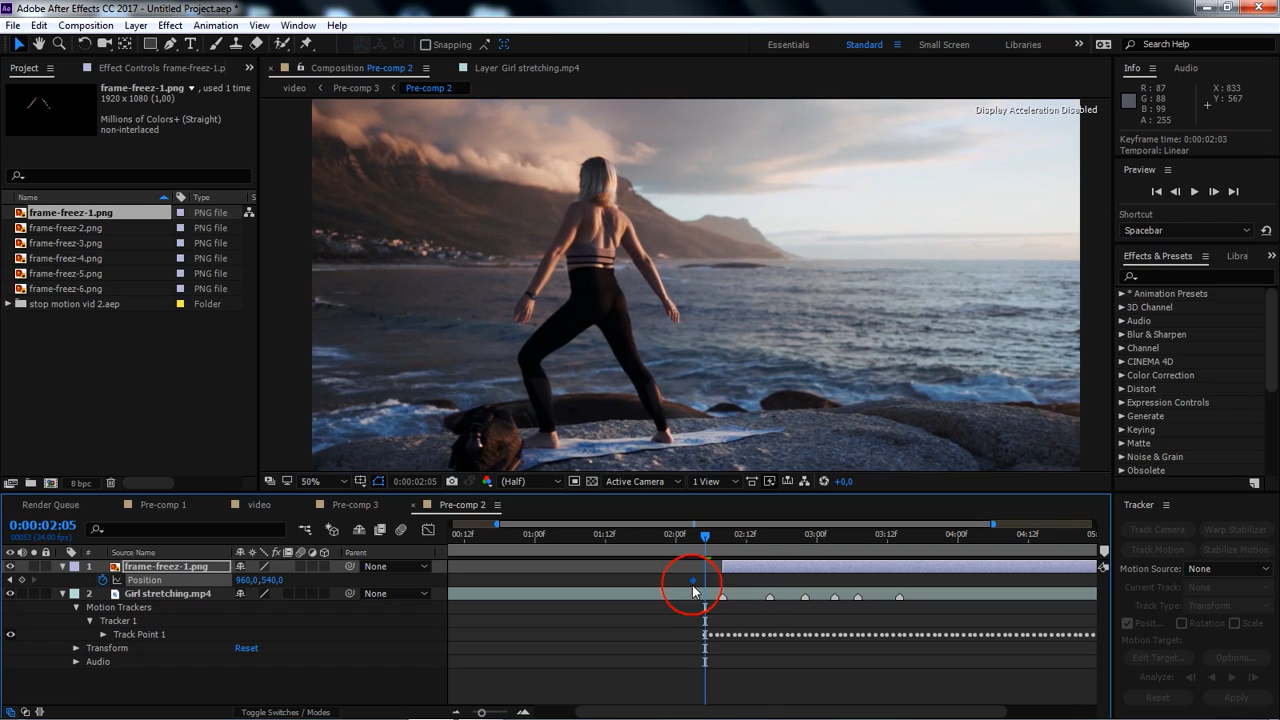 Adobe After Effects CC 2017 - Untitled Project.aep *
File Edit Composition Layer Effect Animation View Window Help
Snapping Essentials Standard Small Screen Libraries Search Help
Project Effect Controls frame-freez-1.p Composition Pre-comp 2 Layer Girl stretching.mp4 Info Audio
frame-freez-1.png , used 1 time
1920 x 1080 (1,00)
Millions of Colors+ (Straight)
non-interlaced
video Pre-comp 3 Pre-comp 2
Display Acceleration Disabled
R : 87 X : 833
G : 88 Y : 567
B : 99
A : 255
Keyframe time: 0:00:02:03
Temporal: Linear
Preview
Shortcut
Spacebar
Name Type S
frame-freez-1.png PNG file
frame-freez-2.png PNG file
frame-freez-3.png PNG file
frame-freez-4.png PNG file
frame-freez-5.png PNG file
frame-freez-6.png PNG file
stop motion vid 2.aep Folder
Effects & Presets Libra
* Animation Presets
3D Channel
Audio
Blur & Sharpen
Channel
CINEMA 4D
Color Correction
Distort
Expression Controls
Generate
Keying
Matte
Noise & Grain
Obsolete
8 bpc
50% 0:00:02:05 (Half) Active Camera 1 View +0,0
Render Queue Pre-comp 1 video Pre-comp 3 Pre-comp 2
0:00:02:05
00053 (24.00 fps)
00:12f 01:00f 01:12f 02:00f 02:12f 03:00f 03:12f 04:00f 04:12f 05:
# Source Name Parent
1 frame-freez-1.png None
Position 960,0,540,0
2 Girl stretching.mp4 None
Motion Trackers
Tracker 1
Track Point 1
Transform Reset
Audio
Toggle Switches / Modes
Tracker
Track Camera Warp Stabilizer
Track Motion Stabilize Motion
Motion Source: None
Current Track: None
Track Type: Transform
Posit... Rotation Scale
Motion Target:
Edit Target... Options...
Analyze:
Reset Apply